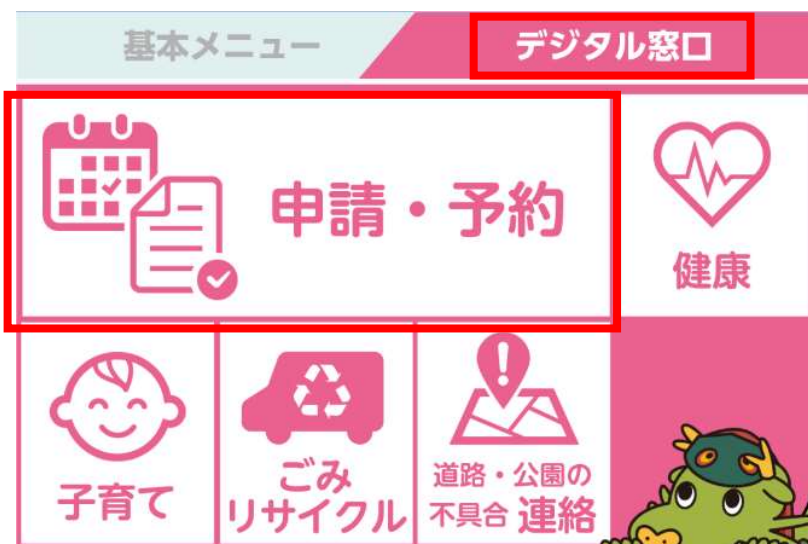 基本メニュー
デジタル窓口
申請・予約
健康
子育て
ごみ
リサイクル
道路・公園の
不具合 連絡